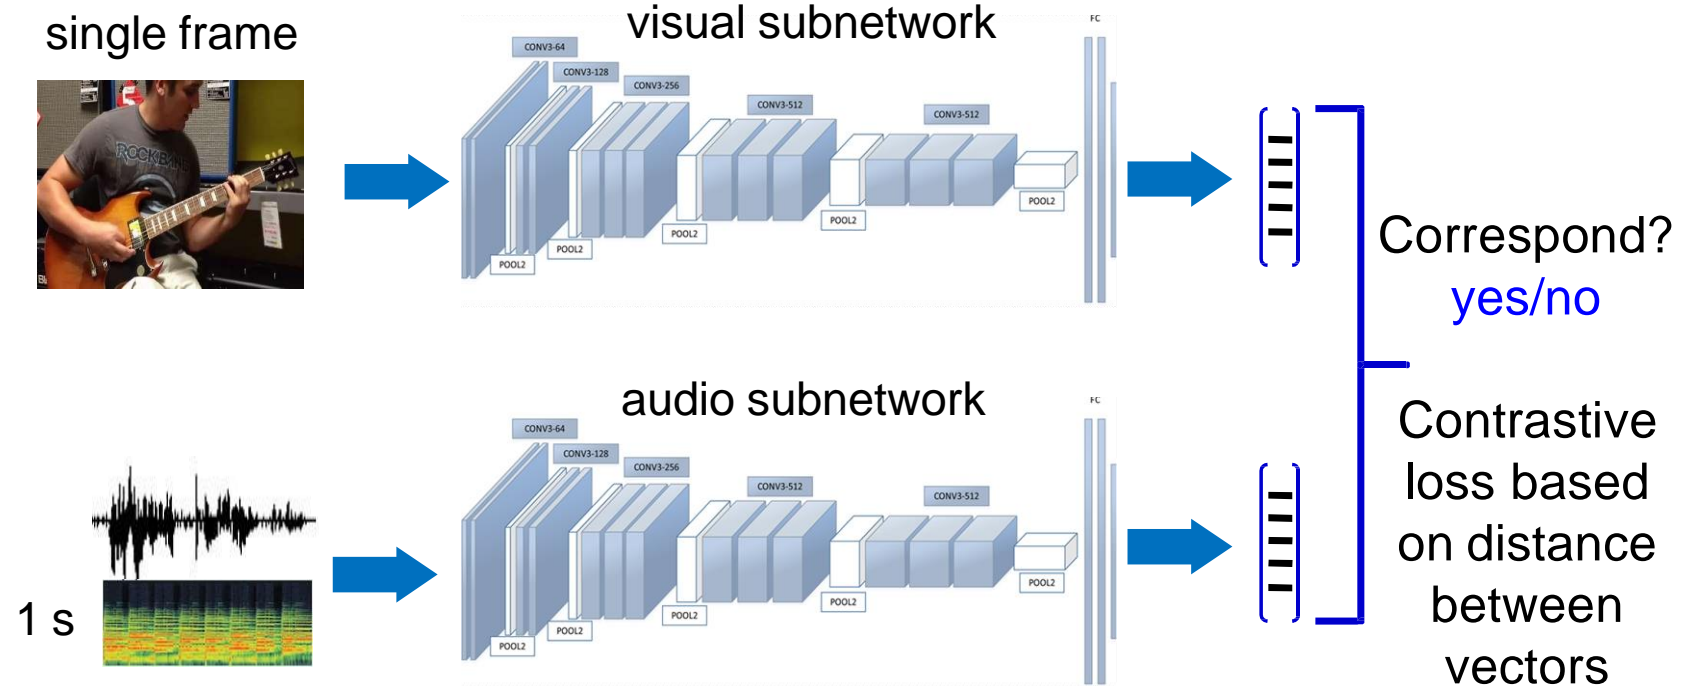 single frame
visual subnetwork
FC
CONV3-64
CONV3-128
CONV3-256
CONV3-512
CONV3-512
POOL2
POOL2
POOL2
POOL2
POOL2
ROCKBAND
Correspond?
yes/no
audio subnetwork
FC
CONV3-64
CONV3-128
CONV3-256
CONV3-512
CONV3-512
POOL2
POOL2
POOL2
POOL2
POOL2
1 s
Contrastive
loss based
on distance
between
vectors